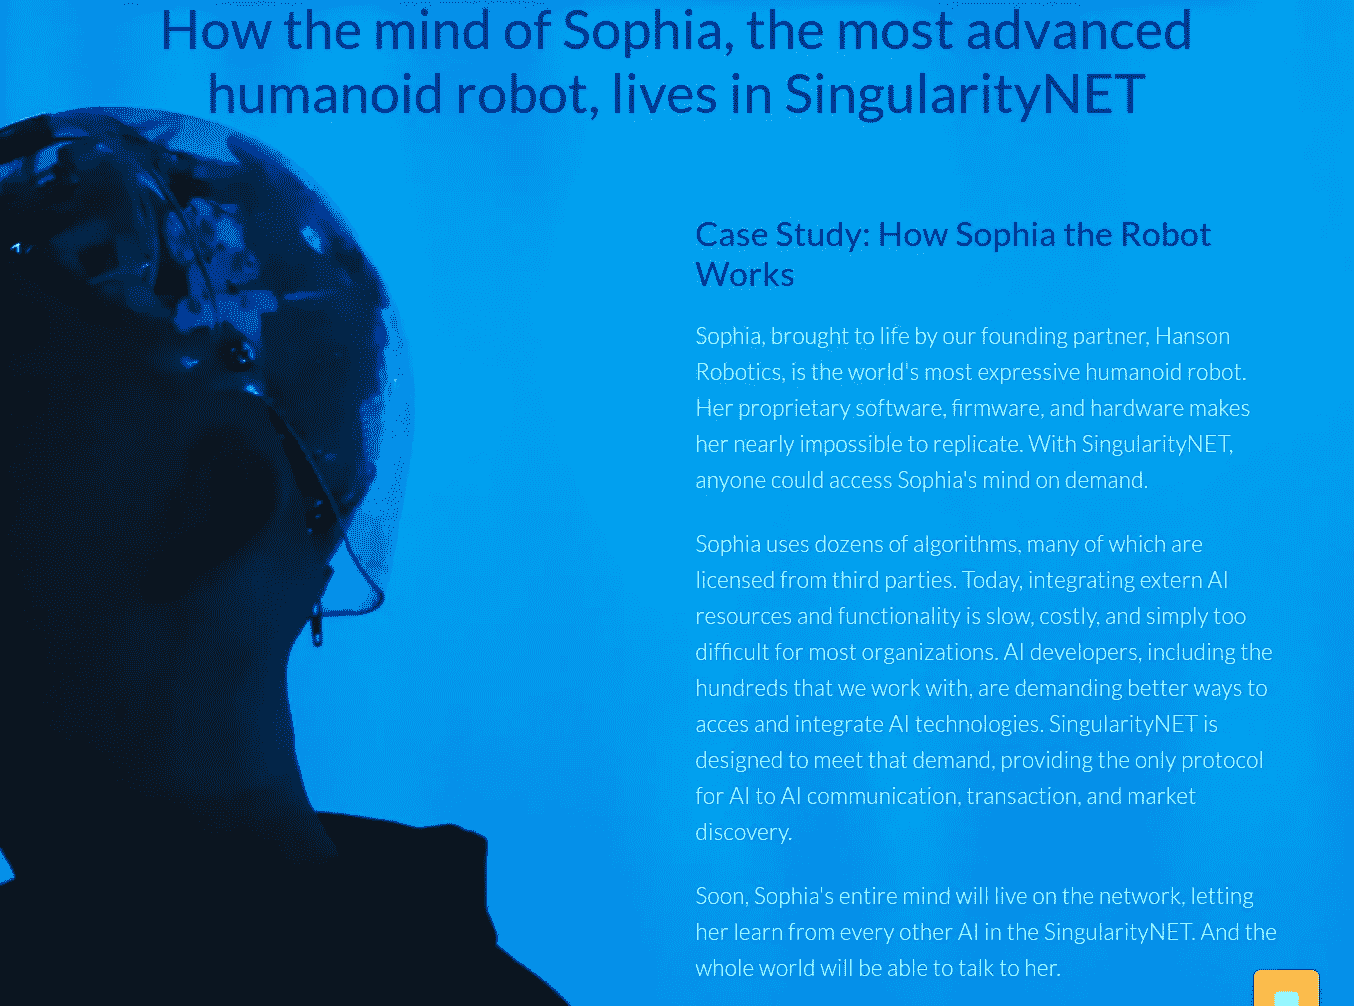 How the mind of Sophia, the most advanced
humanoid robot, lives in SingularityNET
Case Study: How Sophia the Robot
Works
Sophia, brought to life by our founding partner, Hanson
Robotics, is the world's most expressive humanoid robot.
Her proprietary software, firmware, and hardware makes
her nearly impossible to replicate. With SingularityNET,
anyone could access Sophia's mind on demand.
Sophia uses dozens of algorithms, many of which are
licensed from third parties. Today, integrating extern AI
resources and functionality is slow, costly, and simply too
difficult for most organizations. AI developers, including the
hundreds that we work with, are demanding better ways to
acces and integrate AI technologies. SingularityNET is
designed to meet that demand, providing the only protocol
for AI to AI communication, transaction, and market
discovery.
Soon, Sophia's entire mind will live on the network, letting
her learn from every other AI in the SingularityNET. And the
whole world will be able to talk to her.